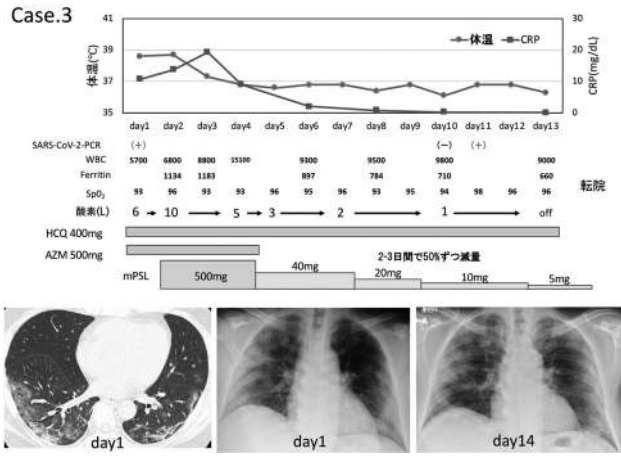 Case.3
体温 CRP
体温(℃)
41
39
37
35
CRP(mg/dL)
30
20
10
0
day1 day2 day3 day4 day5 day6 day7 day8 day9 day10 day11 day12 day13
SARS-CoV-2-PCR (+) (−) (+)
WBC 5700 6800 8800 15100 9300 9500 9800 9000
Ferritin 1134 1183 897 784 710 660
SpO₂ 93 96 93 93 96 95 96 93 95 94 98 96 96
転院
酸素(L) 6 10 5 3 2 1 off
HCQ 400mg
AZM 500mg
2-3日間で50%ずつ減量
mPSL 500mg 40mg 20mg 10mg 5mg
day1 day1 day14